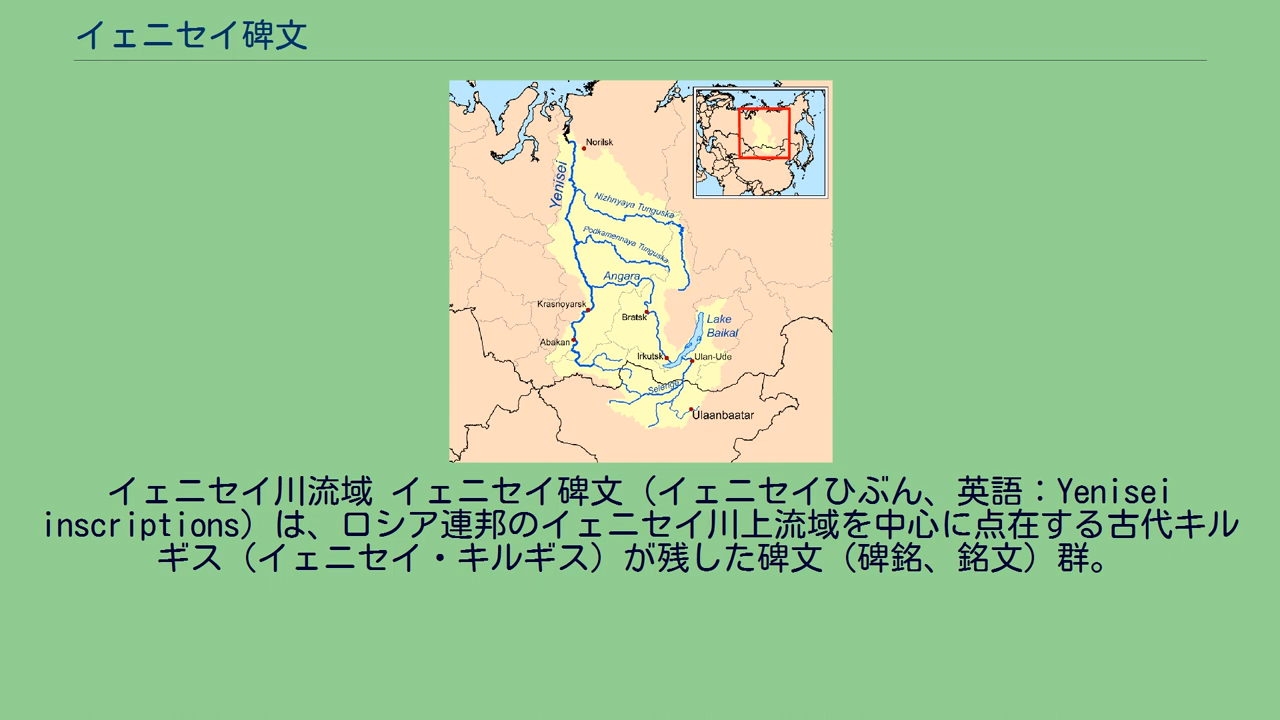 イェニセイ碑文
Norilsk
Yenisei
Nizhnyaya Tunguska
Podkamennaya Tunguska
Angara
Krasnoyarsk
Bratsk
Lake
Baikal
Abakan
Irkutsk
Ulan-Ude
Selenga
Ulaanbaatar
イェニセイ川流域 イェニセイ碑文（イェニセイひぶん、英語：Yenisei
inscriptions）は、ロシア連邦のイェニセイ川上流域を中心に点在する古代キル
ギス（イェニセイ・キルギス）が残した碑文（碑銘、銘文）群。